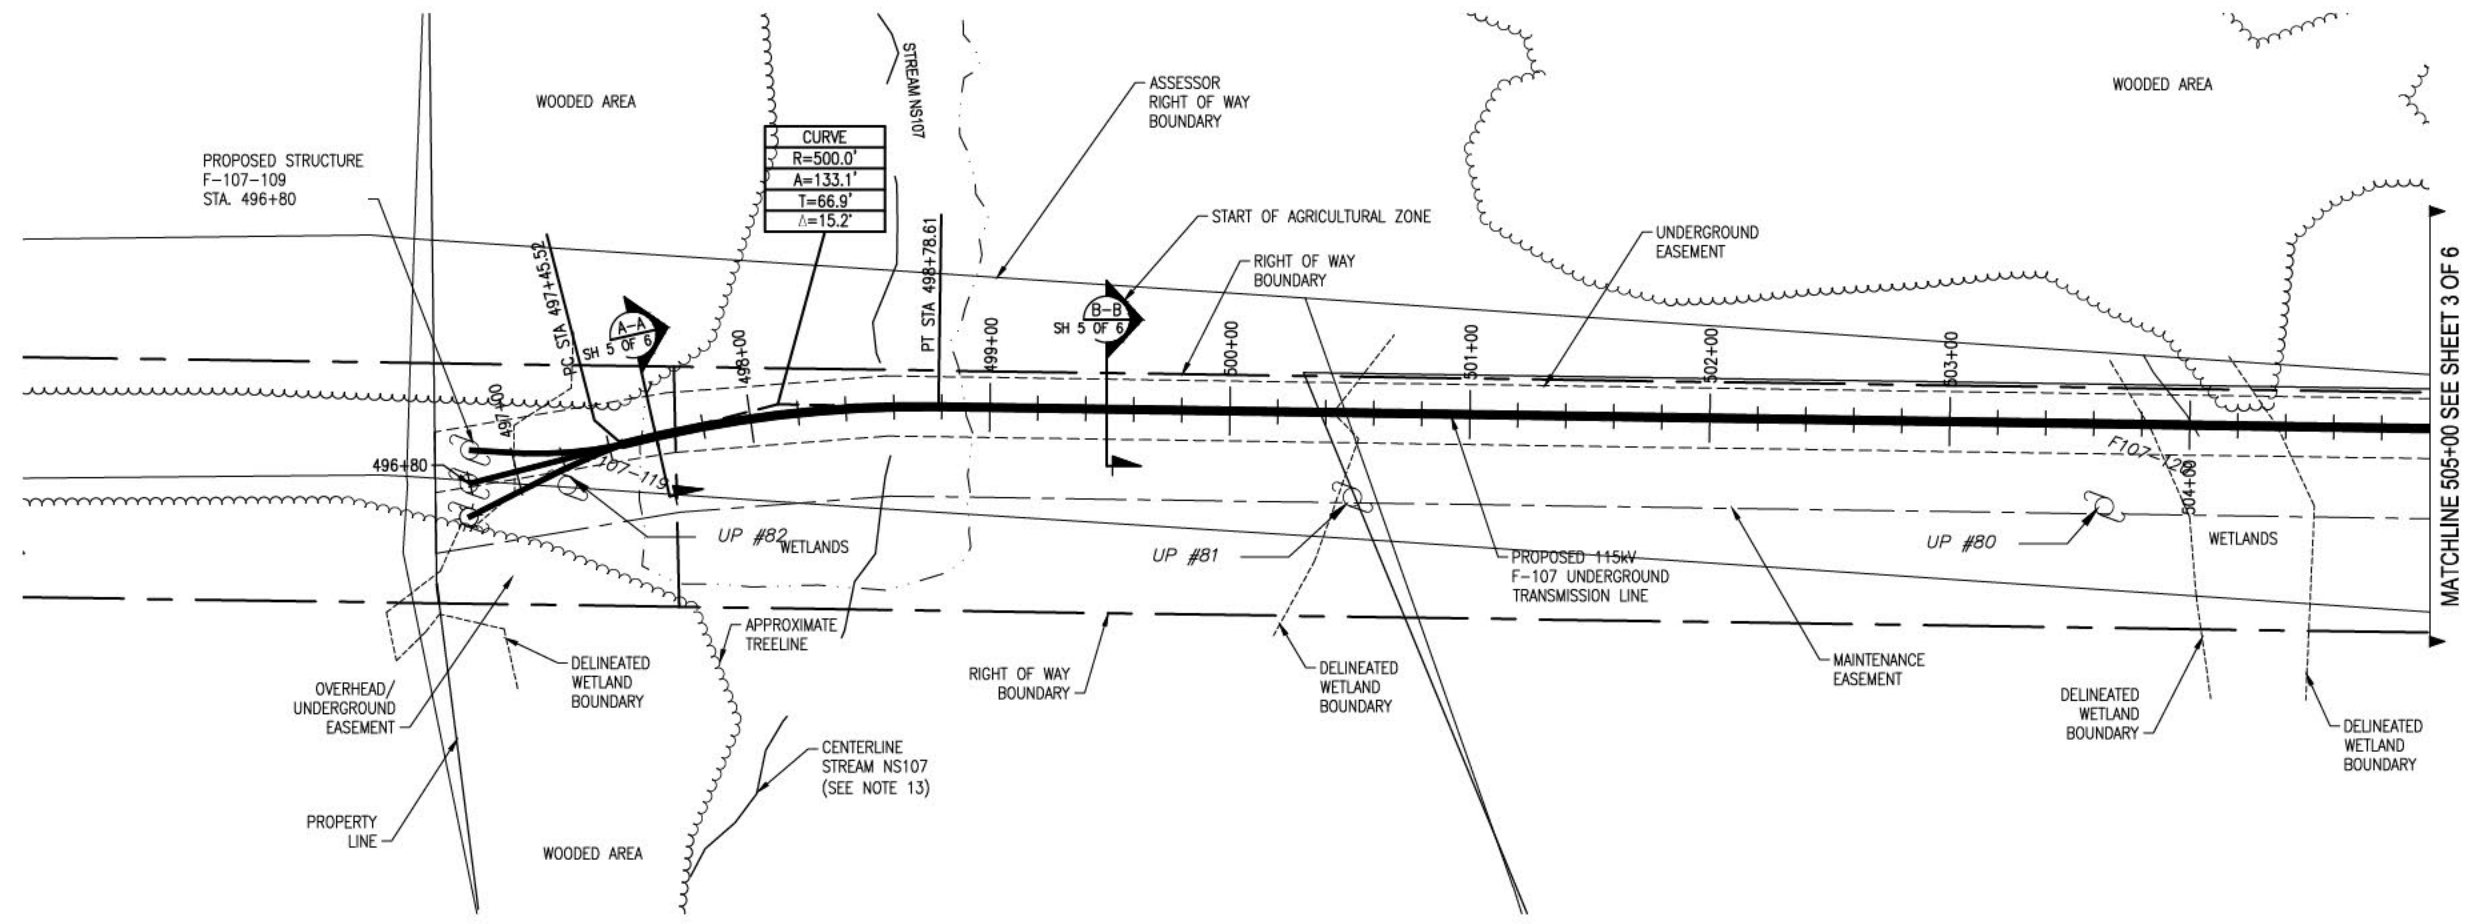 WOODED AREA
STREAM NS107
ASSESSOR
RIGHT OF WAY
BOUNDARY
WOODED AREA
CURVE
R=500.0'
A=133.1'
T=66.9'
Δ=15.2°
PROPOSED STRUCTURE
F-107-109
STA. 496+80
START OF AGRICULTURAL ZONE
UNDERGROUND
EASEMENT
RIGHT OF WAY
BOUNDARY
PC STA 497+45.52
PT STA 498+78.61
A-A
SH 5 OF 6
B-B
SH 5 OF 6
497+00
498+00
499+00
500+00
501+00
502+00
503+00
504+00
MATCHLINE 505+00 SEE SHEET 3 OF 6
496+80
107-119
UP #82
WETLANDS
UP #81
PROPOSED 115kV
F-107 UNDERGROUND
TRANSMISSION LINE
UP #80
WETLANDS
APPROXIMATE
TREELINE
DELINEATED
WETLAND
BOUNDARY
OVERHEAD/
UNDERGROUND
EASEMENT
RIGHT OF WAY
BOUNDARY
DELINEATED
WETLAND
BOUNDARY
MAINTENANCE
EASEMENT
DELINEATED
WETLAND
BOUNDARY
DELINEATED
WETLAND
BOUNDARY
CENTERLINE
STREAM NS107
(SEE NOTE 13)
PROPERTY
LINE
WOODED AREA